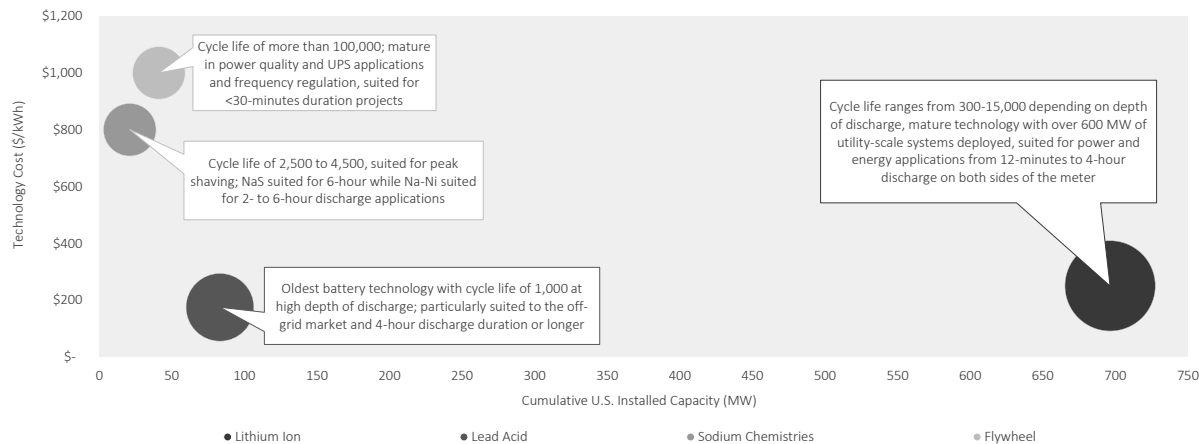 $1,200
$1,000
$800
$600
$400
$200
$-
Technology Cost ($/kWh)
Cycle life of more than 100,000; mature
in power quality and UPS applications
and frequency regulation, suited for
<30-minutes duration projects
Cycle life of 2,500 to 4,500, suited for peak
shaving; NaS suited for 6-hour while Na-Ni suited
for 2- to 6-hour discharge applications
Oldest battery technology with cycle life of 1,000 at
high depth of discharge; particularly suited to the off-
grid market and 4-hour discharge duration or longer
Cycle life ranges from 300-15,000 depending on depth
of discharge, mature technology with over 600 MW of
utility-scale systems deployed, suited for power and
energy applications from 12-minutes to 4-hour
discharge on both sides of the meter
0 50 100 150 200 250 300 350 400 450 500 550 600 650 700 750
Cumulative U.S. Installed Capacity (MW)
Lithium Ion Lead Acid Sodium Chemistries Flywheel